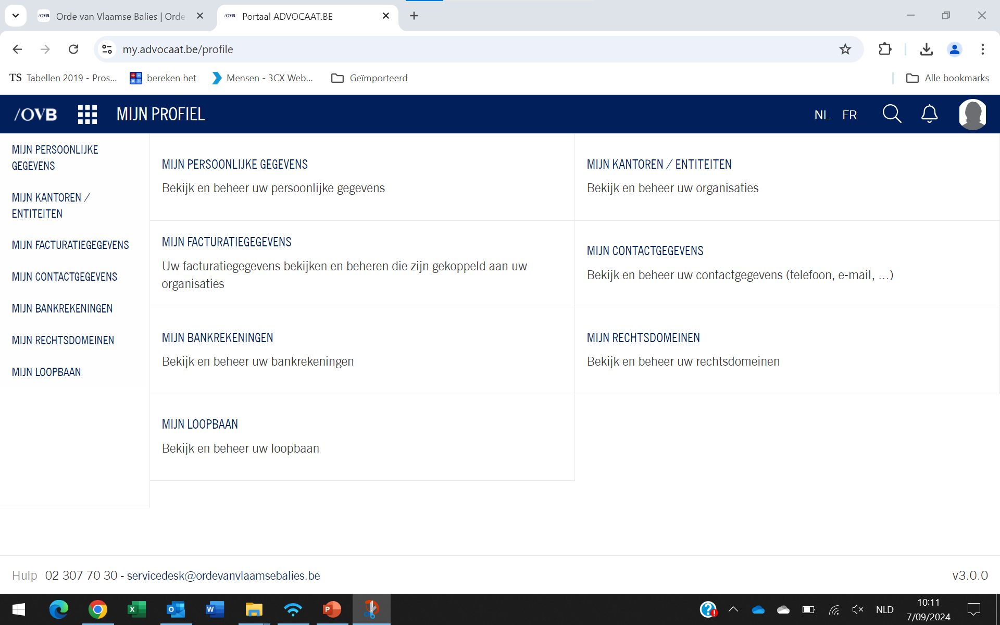 /OVB Orde van Vlaamse Balies | Orde
/OVB Portaal ADVOCAAT.BE
my.advocaat.be/profile
TS Tabellen 2019 - Pros...
bereken het
Mensen - 3CX Web...
Geïmporteerd
Alle bookmarks
/OVB
MIJN PROFIEL
NL FR
MIJN PERSOONLIJKE
GEGEVENS
MIJN KANTOREN /
ENTITEITEN
MIJN FACTURATIEGEGEVENS
MIJN CONTACTGEGEVENS
MIJN BANKREKENINGEN
MIJN RECHTSDOMEINEN
MIJN LOOPBAAN
MIJN PERSOONLIJKE GEGEVENS
Bekijk en beheer uw persoonlijke gegevens
MIJN KANTOREN / ENTITEITEN
Bekijk en beheer uw organisaties
MIJN FACTURATIEGEGEVENS
Uw facturatiegegevens bekijken en beheren die zijn gekoppeld aan uw
organisaties
MIJN CONTACTGEGEVENS
Bekijk en beheer uw contactgegevens (telefoon, e-mail, ...)
MIJN BANKREKENINGEN
Bekijk en beheer uw bankrekeningen
MIJN RECHTSDOMEINEN
Bekijk en beheer uw rechtsdomeinen
MIJN LOOPBAAN
Bekijk en beheer uw loopbaan
Hulp 02 307 70 30 - servicedesk@ordevanvlaamsebalies.be
v3.0.0
NLD
10:11
7/09/2024